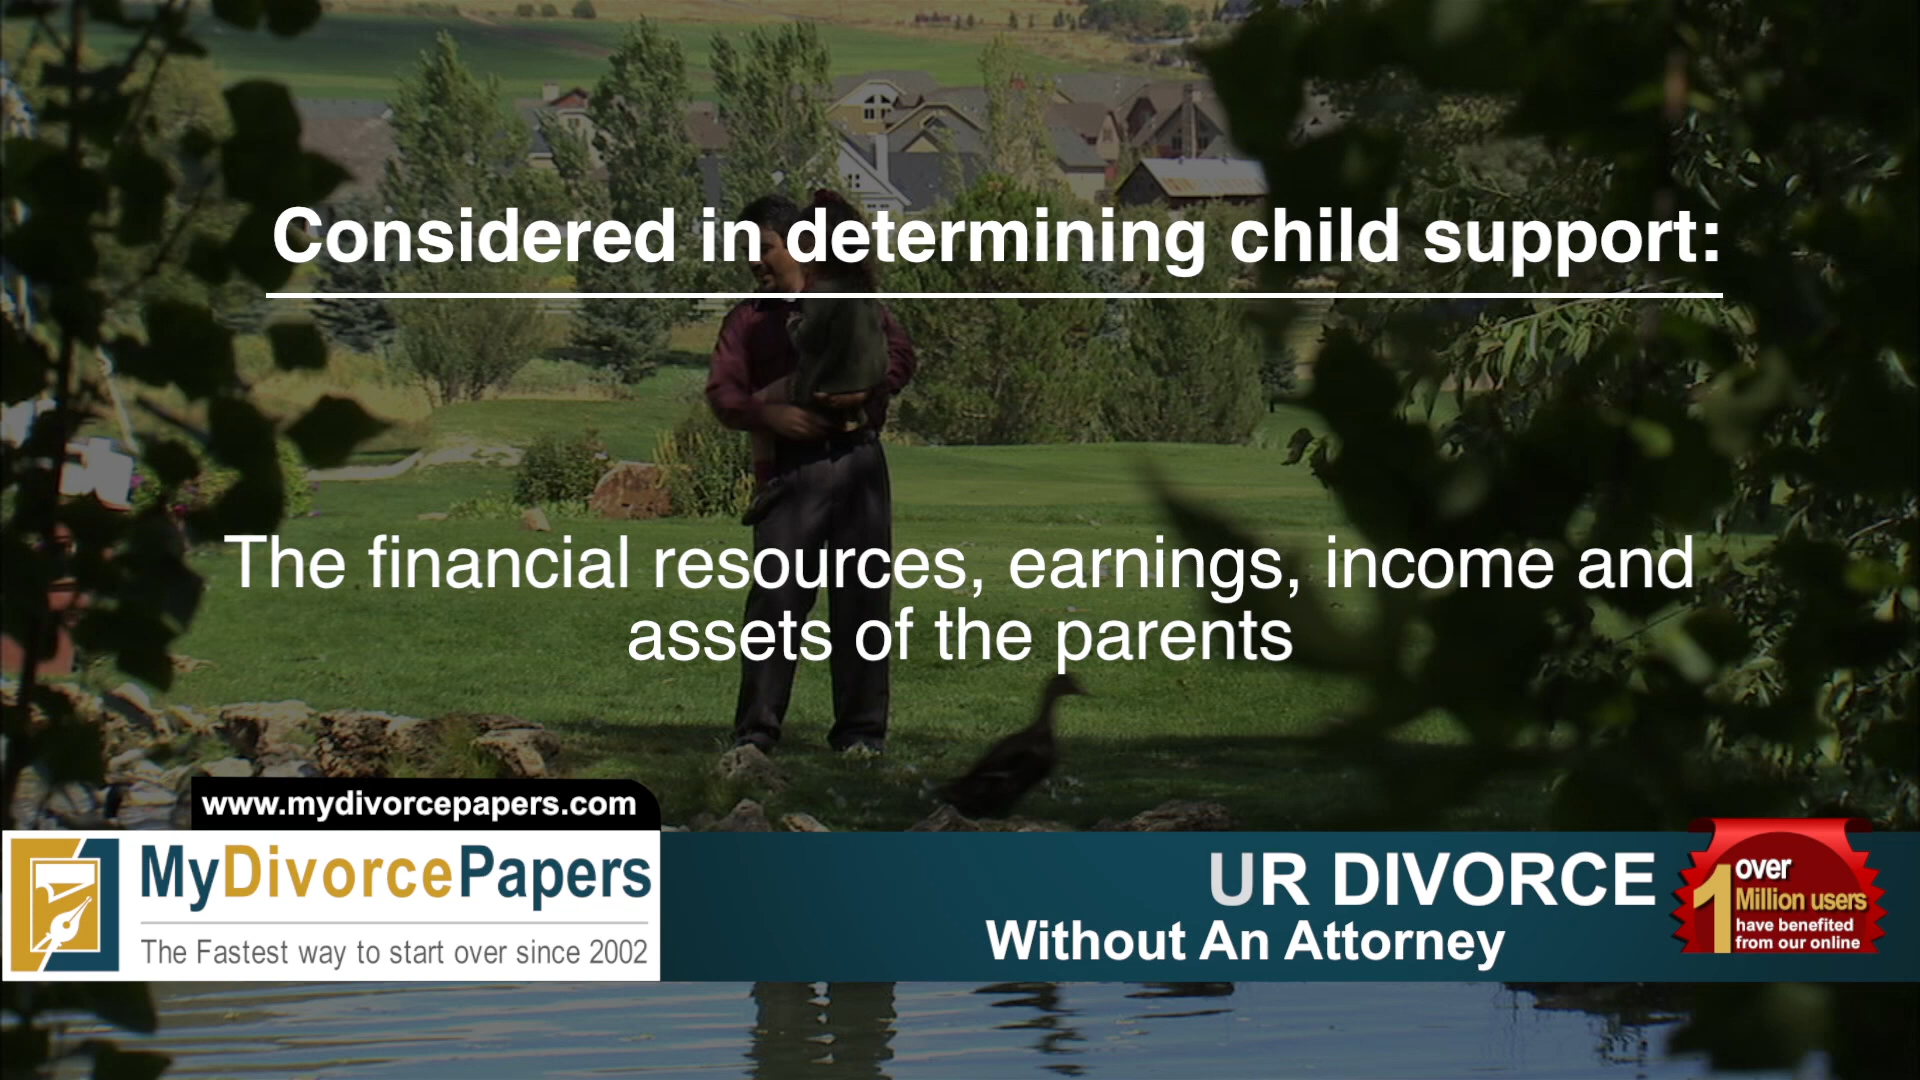 Considered in determining child support:
The financial resources, earnings, income and
assets of the parents
www.mydivorcepapers.com
MyDivorcePapers
The Fastest way to start over since 2002
UR DIVORCE
Without An Attorney
1 over
Million users
have benefited
from our online